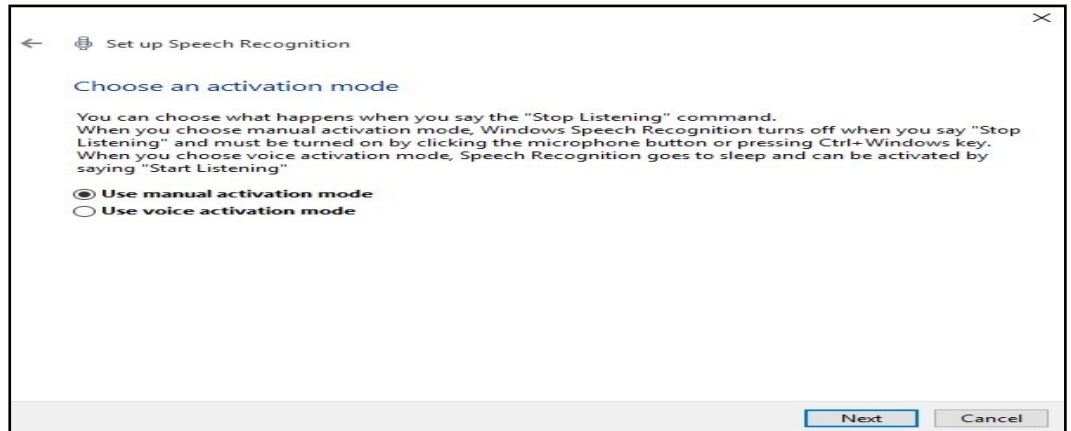 Set up Speech Recognition
Choose an activation mode
You can choose what happens when you say the "Stop Listening" command.
When you choose manual activation mode, Windows Speech Recognition turns off when you say "Stop
Listening" and must be turned on by clicking the microphone button or pressing Ctrl+Windows key.
When you choose voice activation mode, Speech Recognition goes to sleep and can be activated by
saying "Start Listening"
Use manual activation mode
Use voice activation mode
Next Cancel